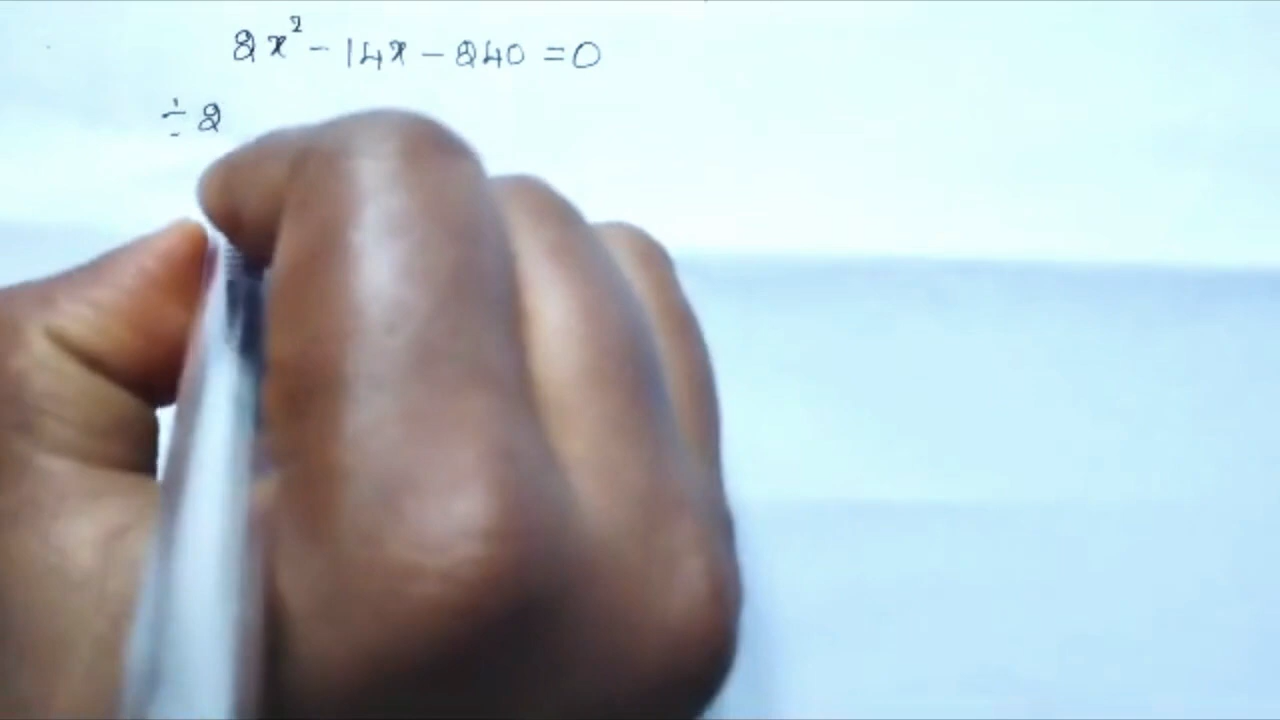 2x² - 14x - 240 = 0
÷ 2